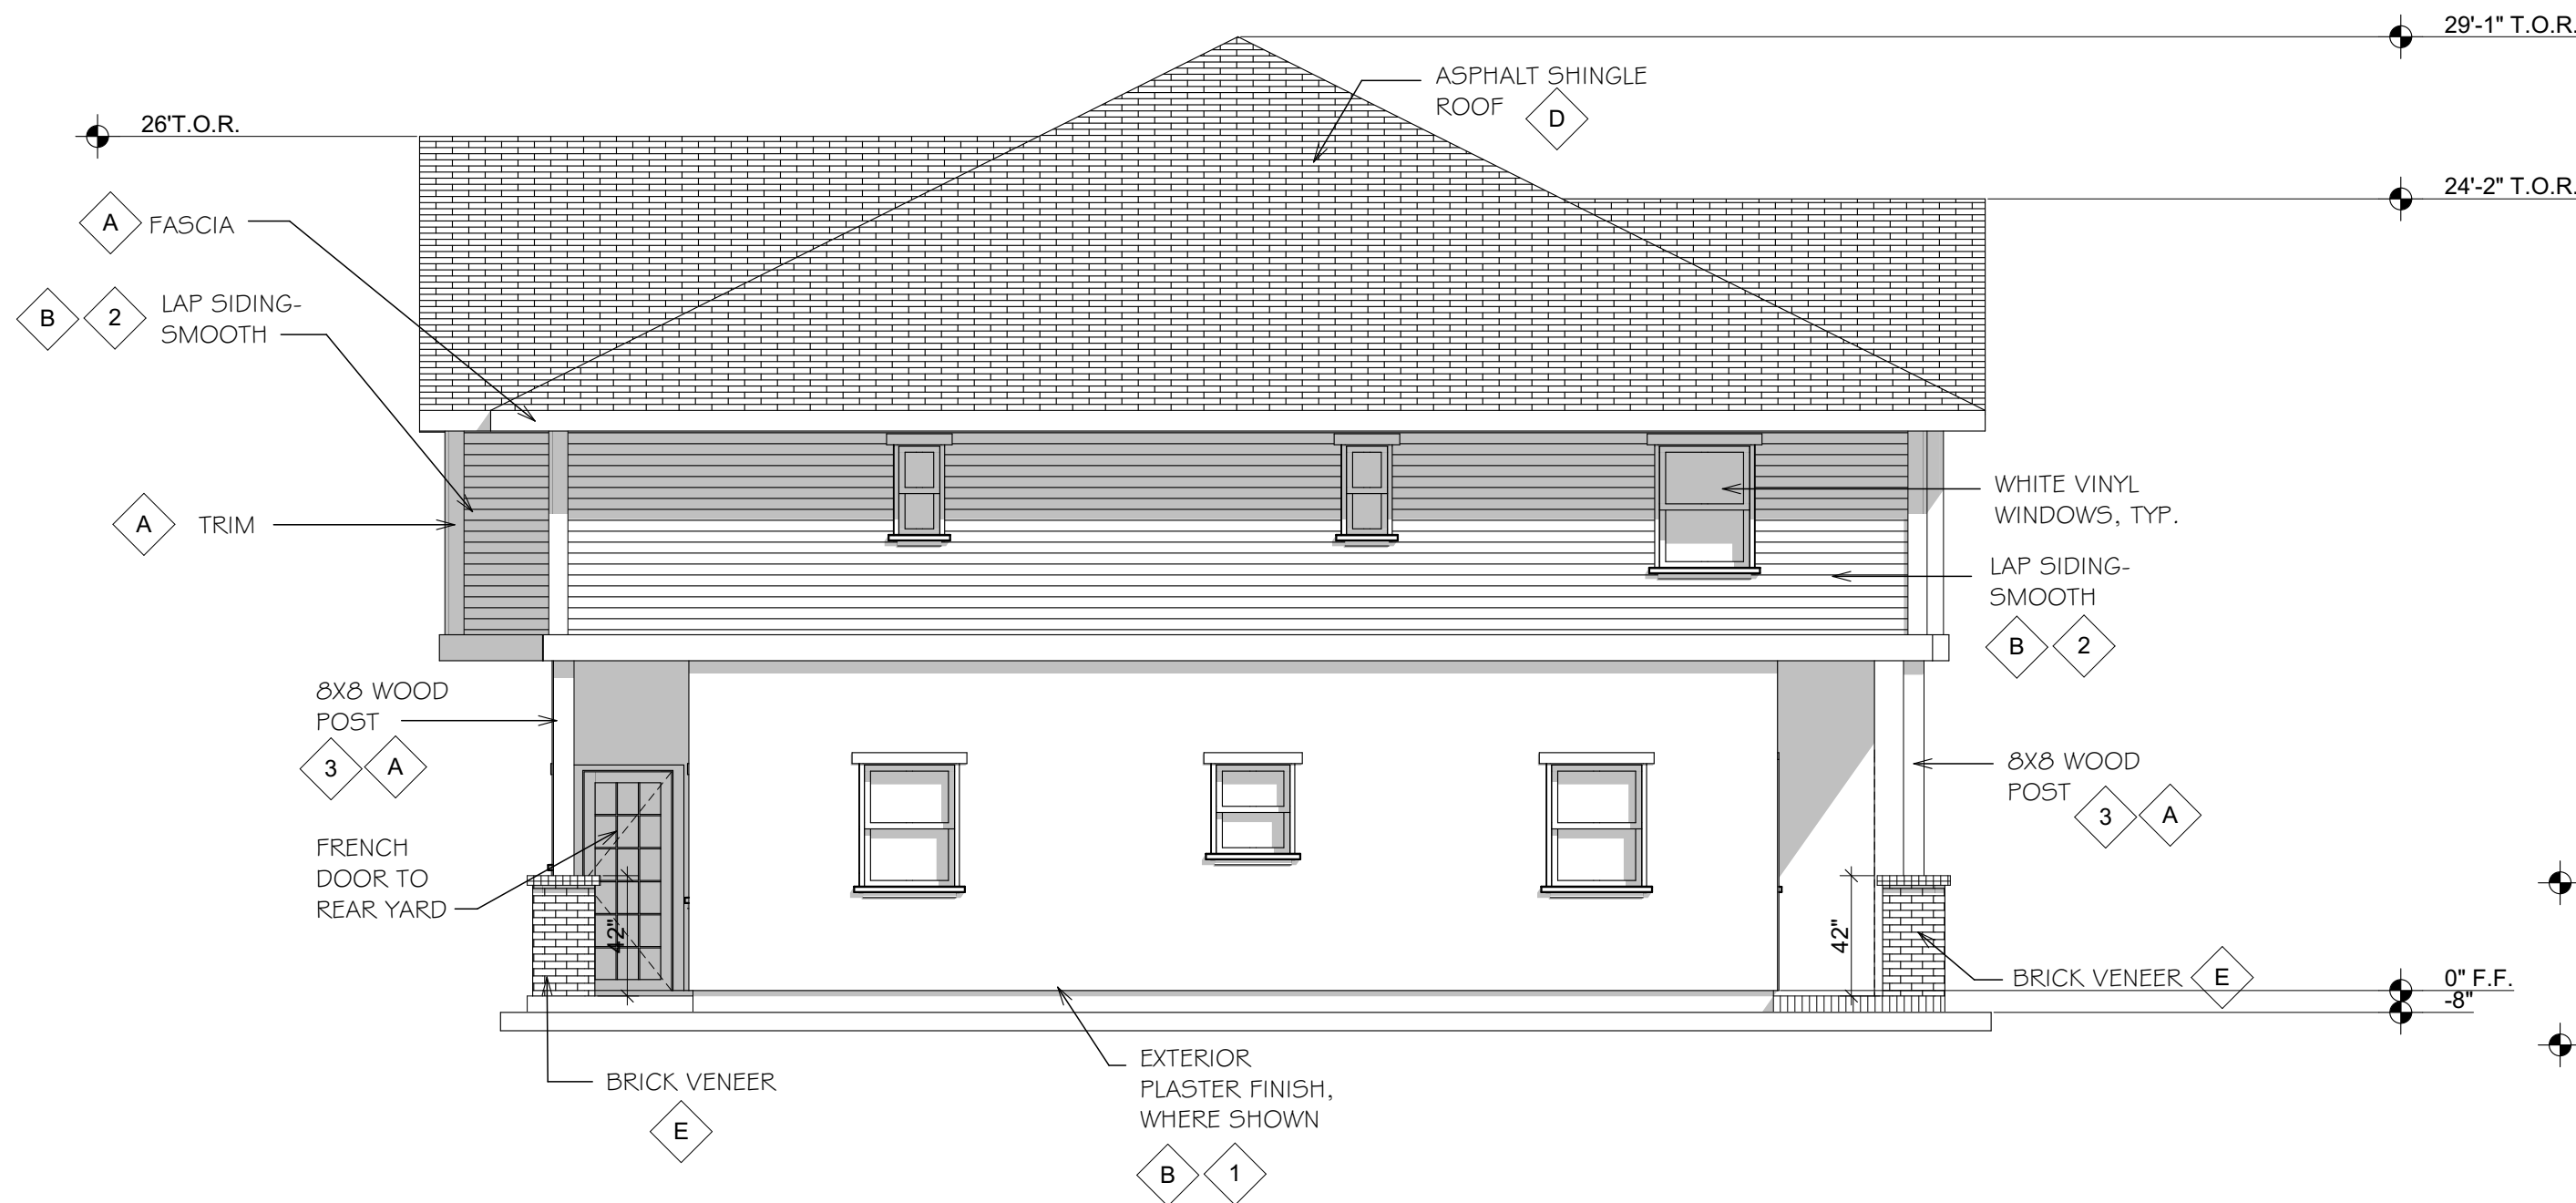 29'-1" T.O.R.
ASPHALT SHINGLE
ROOF
D
26'T.O.R.
24'-2" T.O.R.
A
FASCIA
B
2
LAP SIDING-
SMOOTH
A
TRIM
WHITE VINYL
WINDOWS, TYP.
LAP SIDING-
SMOOTH
B
2
8X8 WOOD
POST
3
A
8X8 WOOD
POST
3
A
FRENCH
DOOR TO
REAR YARD
42"
42"
BRICK VENEER
E
0" F.F.
-8"
BRICK VENEER
E
EXTERIOR
PLASTER FINISH,
WHERE SHOWN
B
1